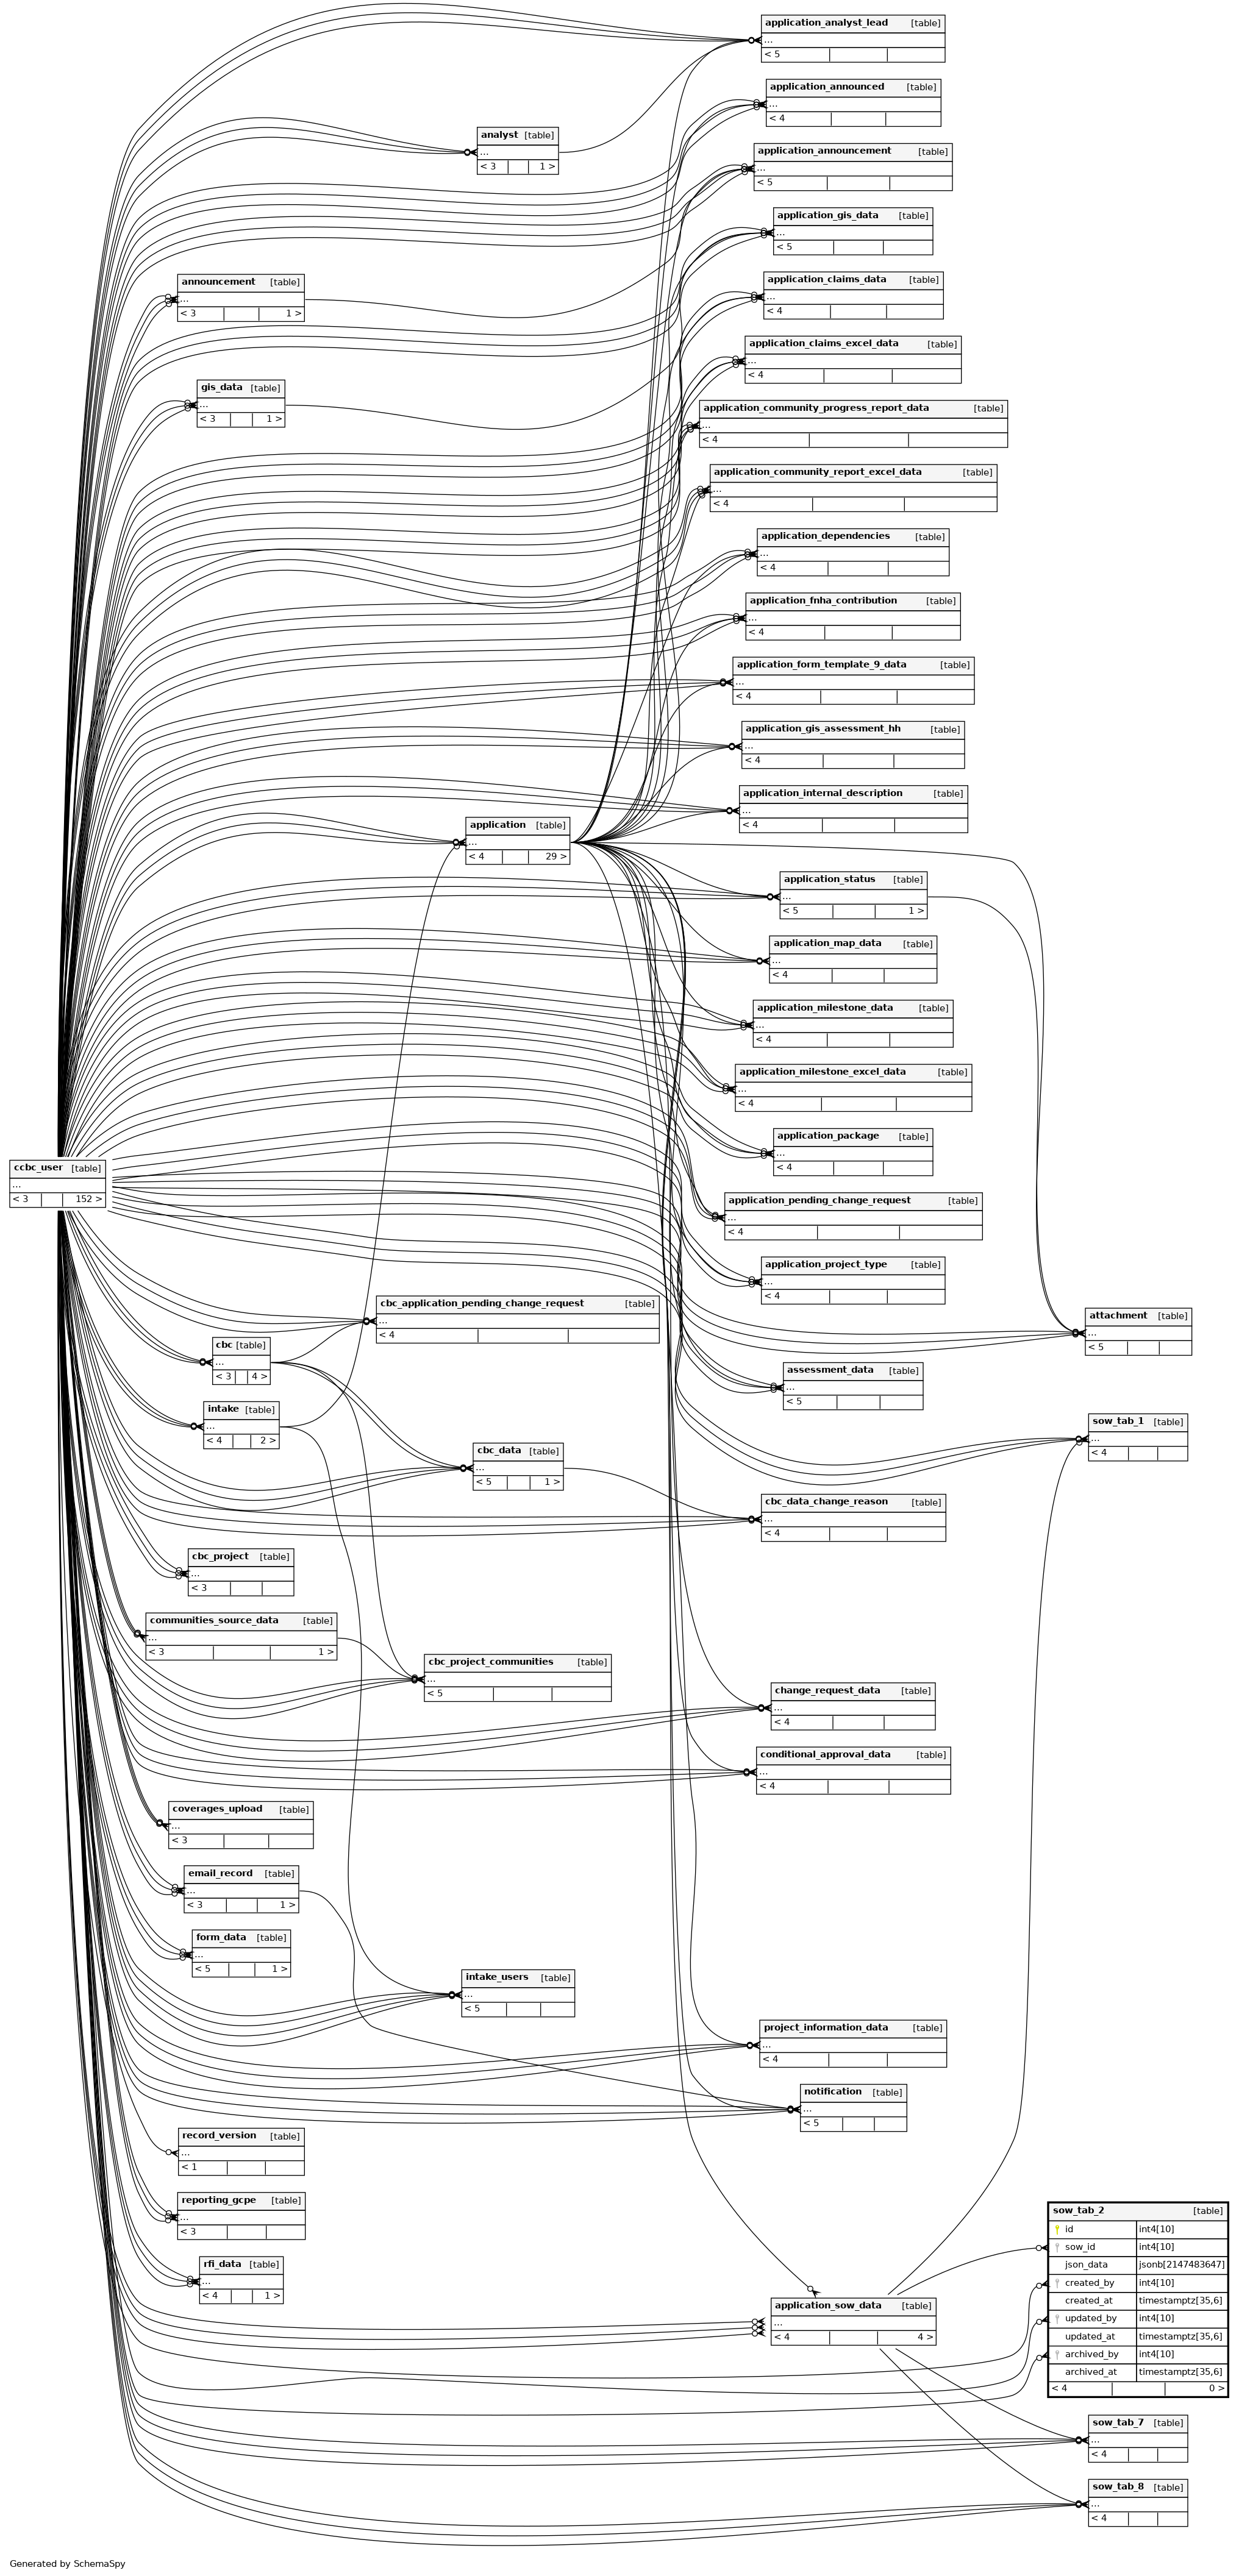 application_analyst_lead [table]
...
< 5
application_announced [table]
...
< 4
analyst [table]
...
< 3 1 >
application_announcement [table]
...
< 5
application_gis_data [table]
...
< 5
announcement [table]
...
< 3 1 >
application_claims_data [table]
...
< 4
application_claims_excel_data [table]
...
< 4
gis_data [table]
...
< 3 1 >
application_community_progress_report_data [table]
...
< 4
application_community_report_excel_data [table]
...
< 4
application_dependencies [table]
...
< 4
application_fnha_contribution [table]
...
< 4
application_form_template_9_data [table]
...
< 4
application_gis_assessment_hh [table]
...
< 4
application_internal_description [table]
...
< 4
application [table]
...
< 4 29 >
application_status [table]
...
< 5 1 >
application_map_data [table]
...
< 4
application_milestone_data [table]
...
< 4
application_milestone_excel_data [table]
...
< 4
application_package [table]
...
< 4
ccbc_user [table]
...
< 3 152 >
application_pending_change_request [table]
...
< 4
application_project_type [table]
...
< 4
cbc_application_pending_change_request [table]
...
< 4
attachment [table]
...
< 5
cbc [table]
...
< 3 4 >
assessment_data [table]
...
< 5
intake [table]
...
< 4 2 >
sow_tab_1 [table]
...
< 4
cbc_data [table]
...
< 5 1 >
cbc_data_change_reason [table]
...
< 4
cbc_project [table]
...
< 3
communities_source_data [table]
...
< 3 1 >
cbc_project_communities [table]
...
< 5
change_request_data [table]
...
< 4
conditional_approval_data [table]
...
< 4
coverages_upload [table]
...
< 3
email_record [table]
...
< 3 1 >
form_data [table]
...
< 5 1 >
intake_users [table]
...
< 5
project_information_data [table]
...
< 4
notification [table]
...
< 5
record_version [table]
...
< 1
reporting_gcpe [table]
...
< 3
sow_tab_2 [table]
id int4[10]
sow_id int4[10]
json_data jsonb[2147483647]
created_by int4[10]
created_at timestamptz[35,6]
updated_by int4[10]
updated_at timestamptz[35,6]
archived_by int4[10]
archived_at timestamptz[35,6]
< 4 0 >
rfi_data [table]
...
< 4 1 >
application_sow_data [table]
...
< 4 4 >
sow_tab_7 [table]
...
< 4
sow_tab_8 [table]
...
< 4
Generated by SchemaSpy